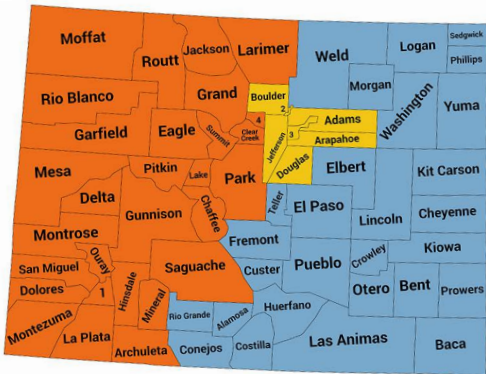 Moffat
Routt
Jackson
Larimer
Weld
Logan
Sedgwick
Phillips
Rio Blanco
Grand
Boulder
Morgan
Washington
Yuma
Garfield
Eagle
Summit
4
Clear
Creek
2
Jefferson
3
Adams
Arapahoe
Douglas
Elbert
Kit Carson
Mesa
Pitkin
Lake
Park
Delta
Gunnison
Chaffee
Teller
El Paso
Lincoln
Cheyenne
Montrose
Ouray
Saguache
Fremont
Custer
Pueblo
Crowley
Kiowa
San Miguel
Dolores
1
Hinsdale
Mineral
Otero
Bent
Prowers
Montezuma
La Plata
Archuleta
Rio Grande
Alamosa
Huerfano
Conejos
Costilla
Las Animas
Baca